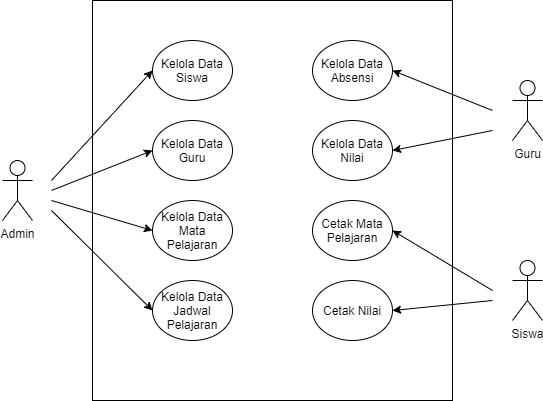 Kelola Data
Siswa
Kelola Data
Absensi
Kelola Data
Guru
Kelola Data
Nilai
Guru
Admin
Kelola Data
Mata
Pelajaran
Cetak Mata
Pelajaran
Kelola Data
Jadwal
Pelajaran
Cetak Nilai
Siswa